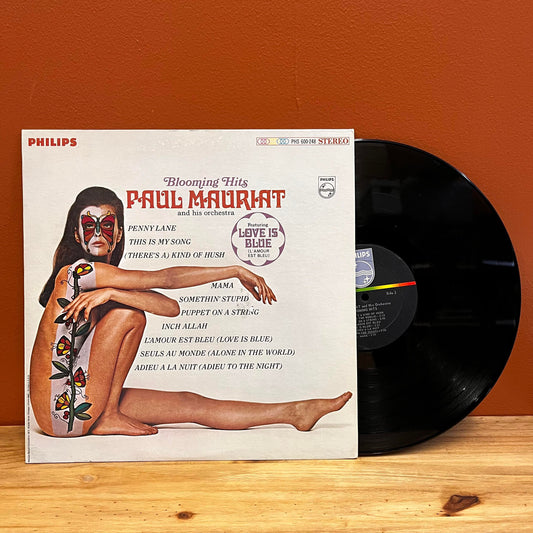 PHILIPS
PHS 600-248 STEREO
Blooming Hits
PAUL MAURIAT
and his orchestra
PHILIPS
Featuring
LOVE IS
BLUE
(L'AMOUR
EST BLEU)
PENNY LANE
THIS IS MY SONG
(THERE'S A) KIND OF HUSH
MAMA
SOMETHIN' STUPID
PUPPET ON A STRING
INCH ALLAH
L'AMOUR EST BLEU (LOVE IS BLUE)
SEULS AU MONDE (ALONE IN THE WORLD)
ADIEU A LA NUIT (ADIEU TO THE NIGHT)